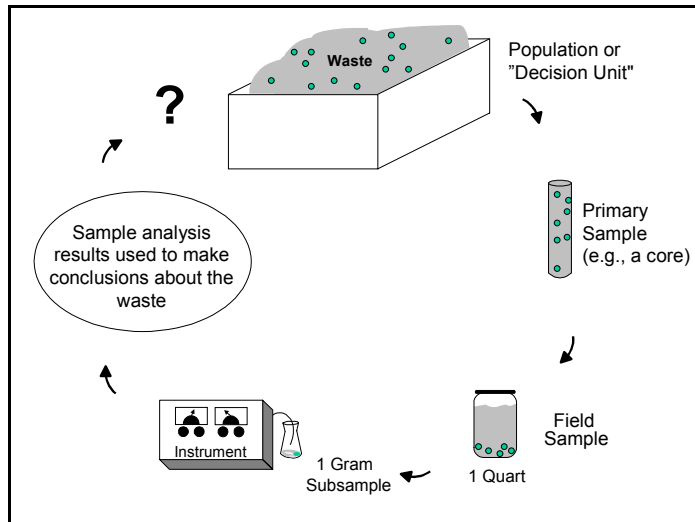 Waste
Population or
”Decision Unit"
?
Primary
Sample
(e.g., a core)
Sample analysis
results used to make
conclusions about the
waste
Field
Sample
Instrument
1 Gram
Subsample
1 Quart